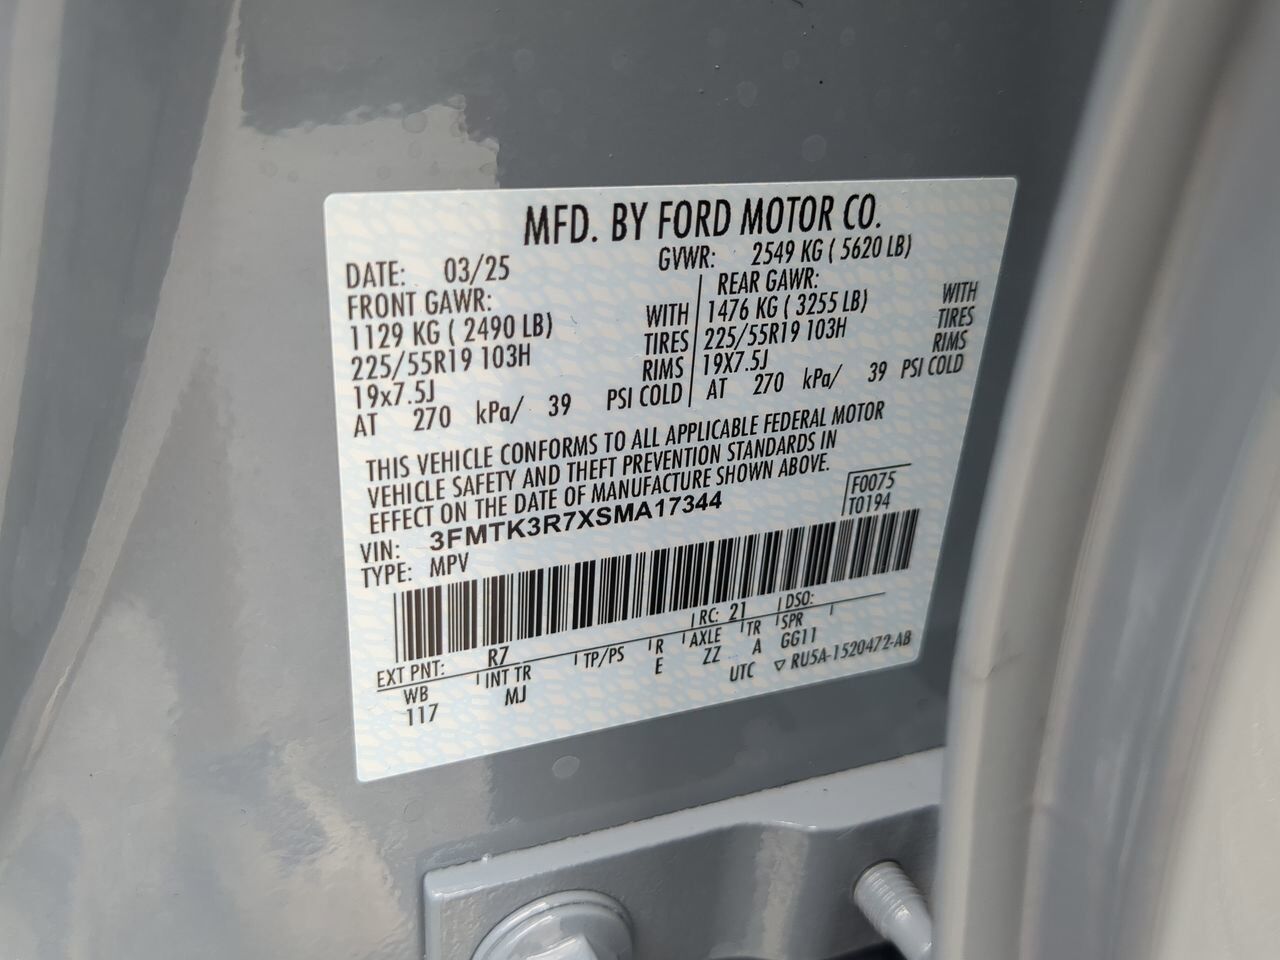 MFD. BY FORD MOTOR CO.
DATE: 03/25 GVWR: 2549 KG ( 5620 LB)
FRONT GAWR: REAR GAWR:
1129 KG ( 2490 LB) WITH 1476 KG ( 3255 LB) WITH
225/55R19 103H TIRES 225/55R19 103H TIRES
19x7.5J RIMS 19X7.5J RIMS
AT 270 kPa/ 39 PSI COLD AT 270 kPa/ 39 PSI COLD
THIS VEHICLE CONFORMS TO ALL APPLICABLE FEDERAL MOTOR
VEHICLE SAFETY AND THEFT PREVENTION STANDARDS IN
EFFECT ON THE DATE OF MANUFACTURE SHOWN ABOVE.
VIN: 3FMTK3R7XSMA17344 F0075
TYPE: MPV T0194
EXT PNT: R7 RC: 21 DSO:
WB INT TR TP/PS R AXLE TR SPR
117 MJ E ZZ A GG11
UTC ▽ RU5A-1520472-AB